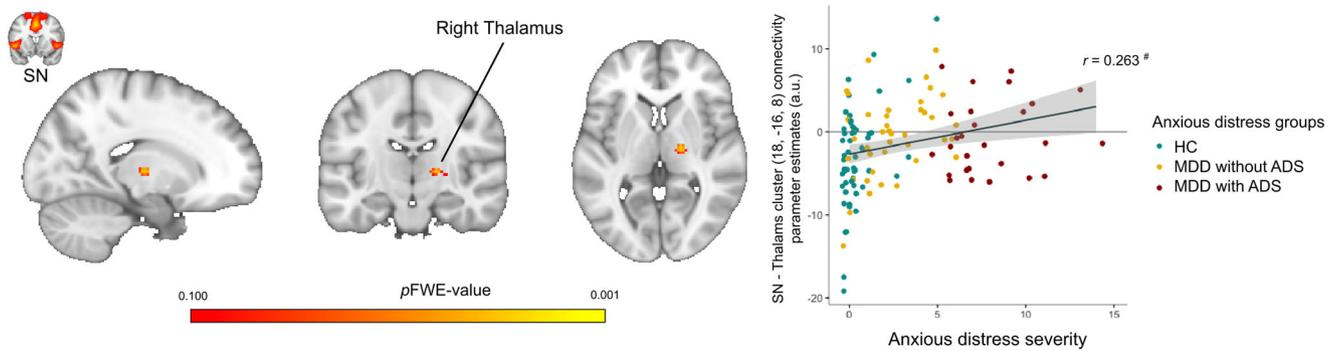 SN
Right Thalamus
pFWE-value
0.100
0.001
SN - Thalams cluster (18, -16, 8) connectivity
parameter estimates (a.u.)
10
0
-10
-20
0
5
10
15
Anxious distress severity
r = 0.263 #
Anxious distress groups
HC
MDD without ADS
MDD with ADS